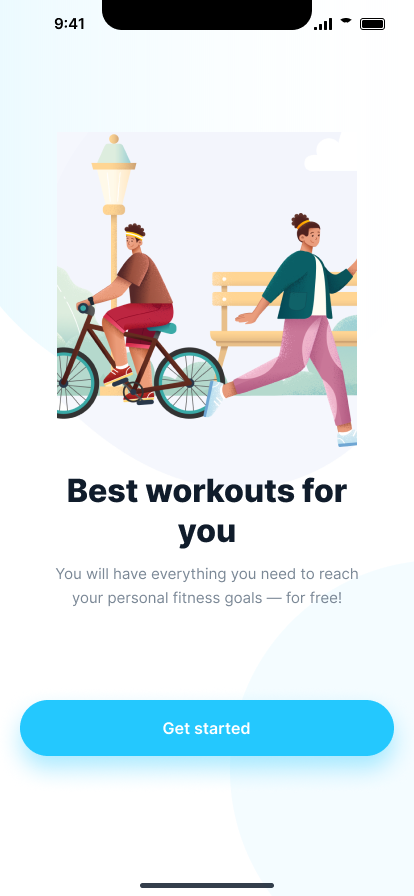 9:41
Best workouts for
you
You will have everything you need to reach
your personal fitness goals — for free!
Get started